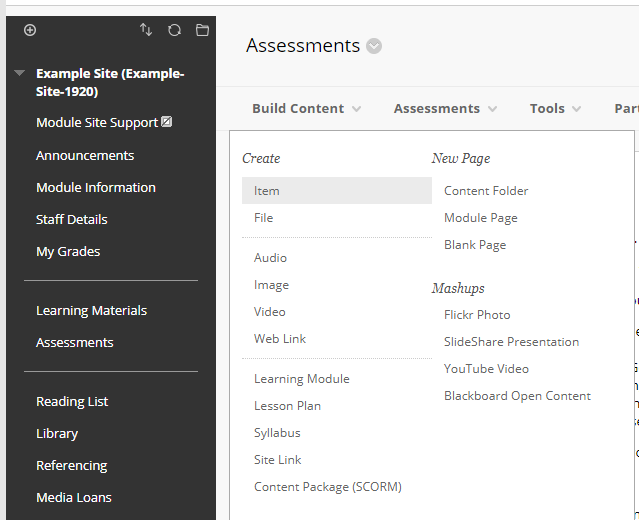 Example Site (Example-
Site-1920)
Module Site Support
Announcements
Module Information
Staff Details
My Grades
Learning Materials
Assessments
Reading List
Library
Referencing
Media Loans
Assessments
Build Content
Assessments
Tools
Create
Item
File
Audio
Image
Video
Web Link
Learning Module
Lesson Plan
Syllabus
Site Link
Content Package (SCORM)
New Page
Content Folder
Module Page
Blank Page
Mashups
Flickr Photo
SlideShare Presentation
YouTube Video
Blackboard Open Content